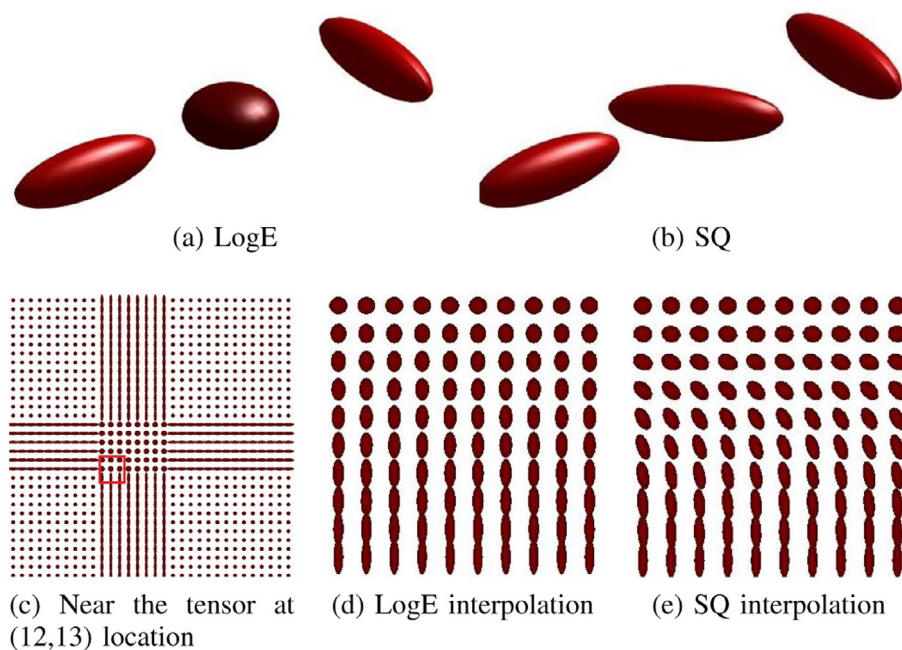 (a) LogE
(b) SQ
(c) Near the tensor at
(12,13) location
(d) LogE interpolation
(e) SQ interpolation